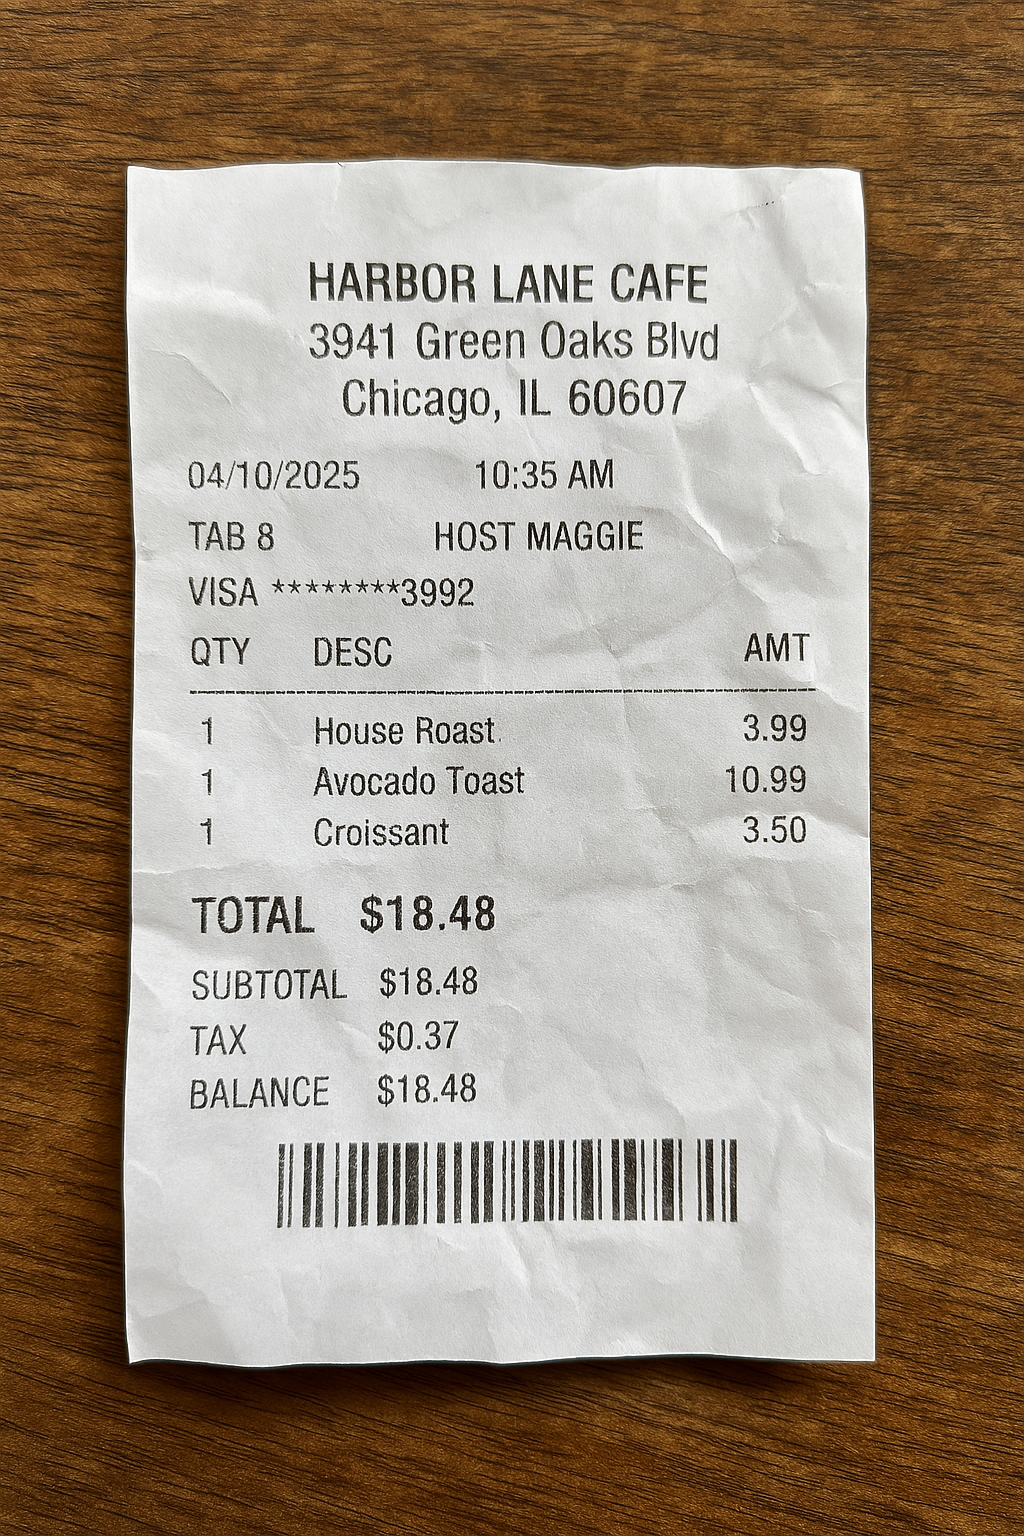 HARBOR LANE CAFE
3941 Green Oaks Blvd
Chicago, IL 60607
04/10/2025 10:35 AM
TAB 8 HOST MAGGIE
VISA ********3992
QTY DESC AMT
1 House Roast 3.99
1 Avocado Toast 10.99
1 Croissant 3.50
TOTAL $18.48
SUBTOTAL $18.48
TAX $0.37
BALANCE $18.48